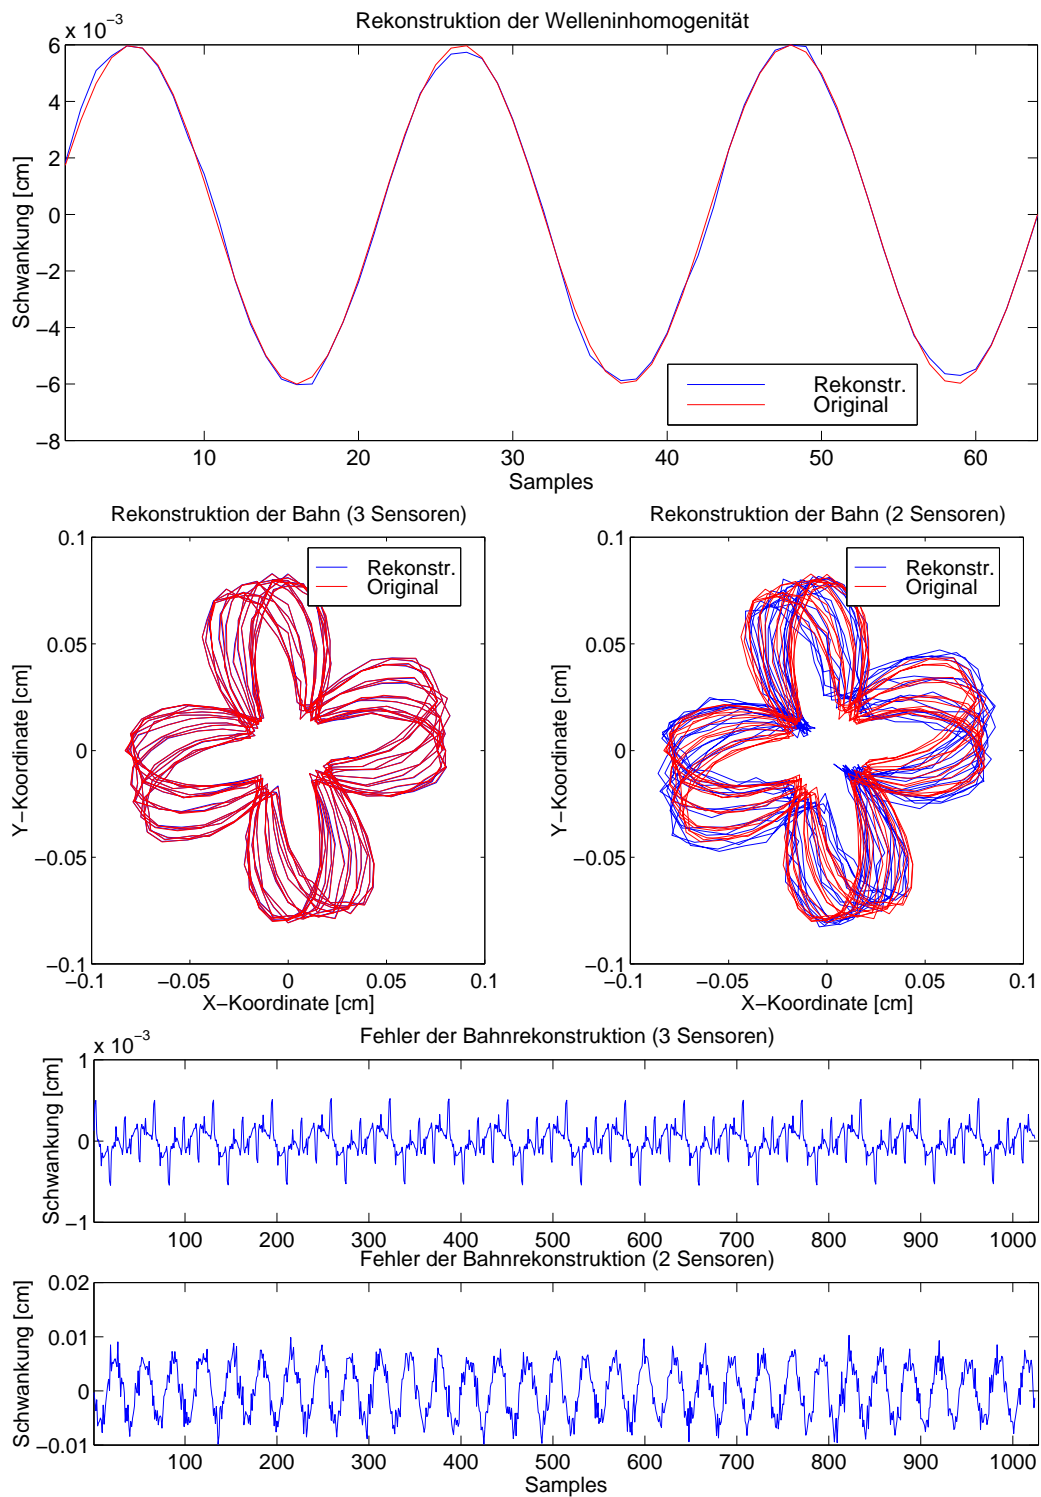 Rekonstruktion der Welleninhomogenität
x 10−3
6
4
2
0
−2
−4
−6
−8
Schwankung [cm]
10 20 30 40 50 60
Samples
Rekonstr.
Original
Rekonstruktion der Bahn (3 Sensoren)
0.1
0.05
0
−0.05
−0.1
Y−Koordinate [cm]
−0.1 −0.05 0 0.05 0.1
X−Koordinate [cm]
Rekonstr.
Original
Rekonstruktion der Bahn (2 Sensoren)
0.1
0.05
0
−0.05
−0.1
Y−Koordinate [cm]
−0.1 −0.05 0 0.05 0.1
X−Koordinate [cm]
Rekonstr.
Original
Fehler der Bahnrekonstruktion (3 Sensoren)
x 10−3
1
0
−1
Schwankung [cm]
100 200 300 400 500 600 700 800 900 1000
Fehler der Bahnrekonstruktion (2 Sensoren)
0.02
0.01
0
−0.01
Schwankung [cm]
100 200 300 400 500 600 700 800 900 1000
Samples